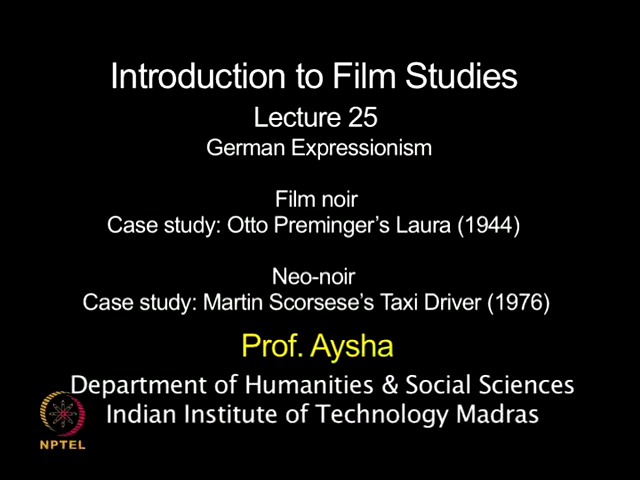 Introduction to Film Studies
Lecture 25
German Expressionism
Film noir
Case study: Otto Preminger's Laura (1944)
Neo-noir
Case study: Martin Scorsese's Taxi Driver (1976)
Prof. Aysha
Department of Humanities & Social Sciences
Indian Institute of Technology Madras
NPTEL